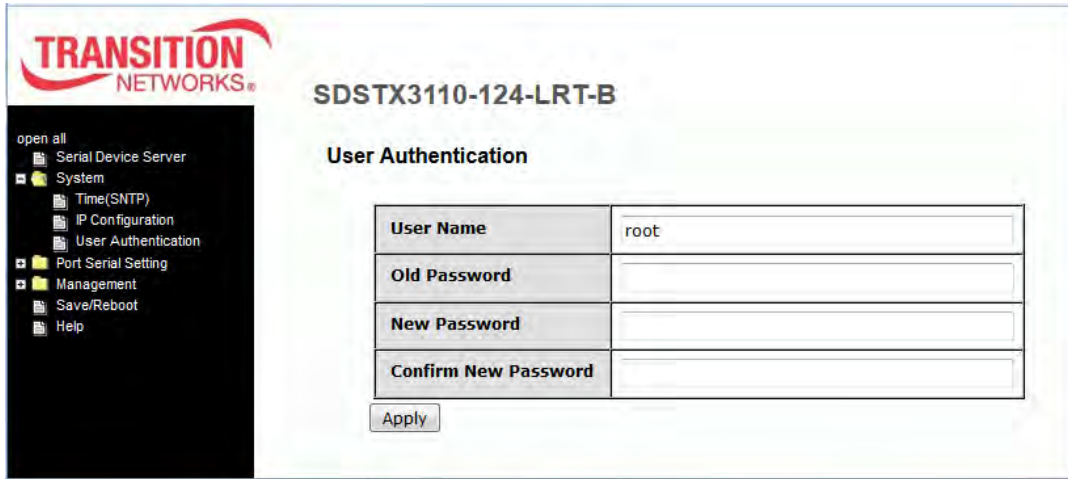 TRANSITION
NETWORKS®
open all
Serial Device Server
System
Time(SNTP)
IP Configuration
User Authentication
Port Serial Setting
Management
Save/Reboot
Help
SDSTX3110-124-LRT-B
User Authentication
User Name root
Old Password
New Password
Confirm New Password
Apply